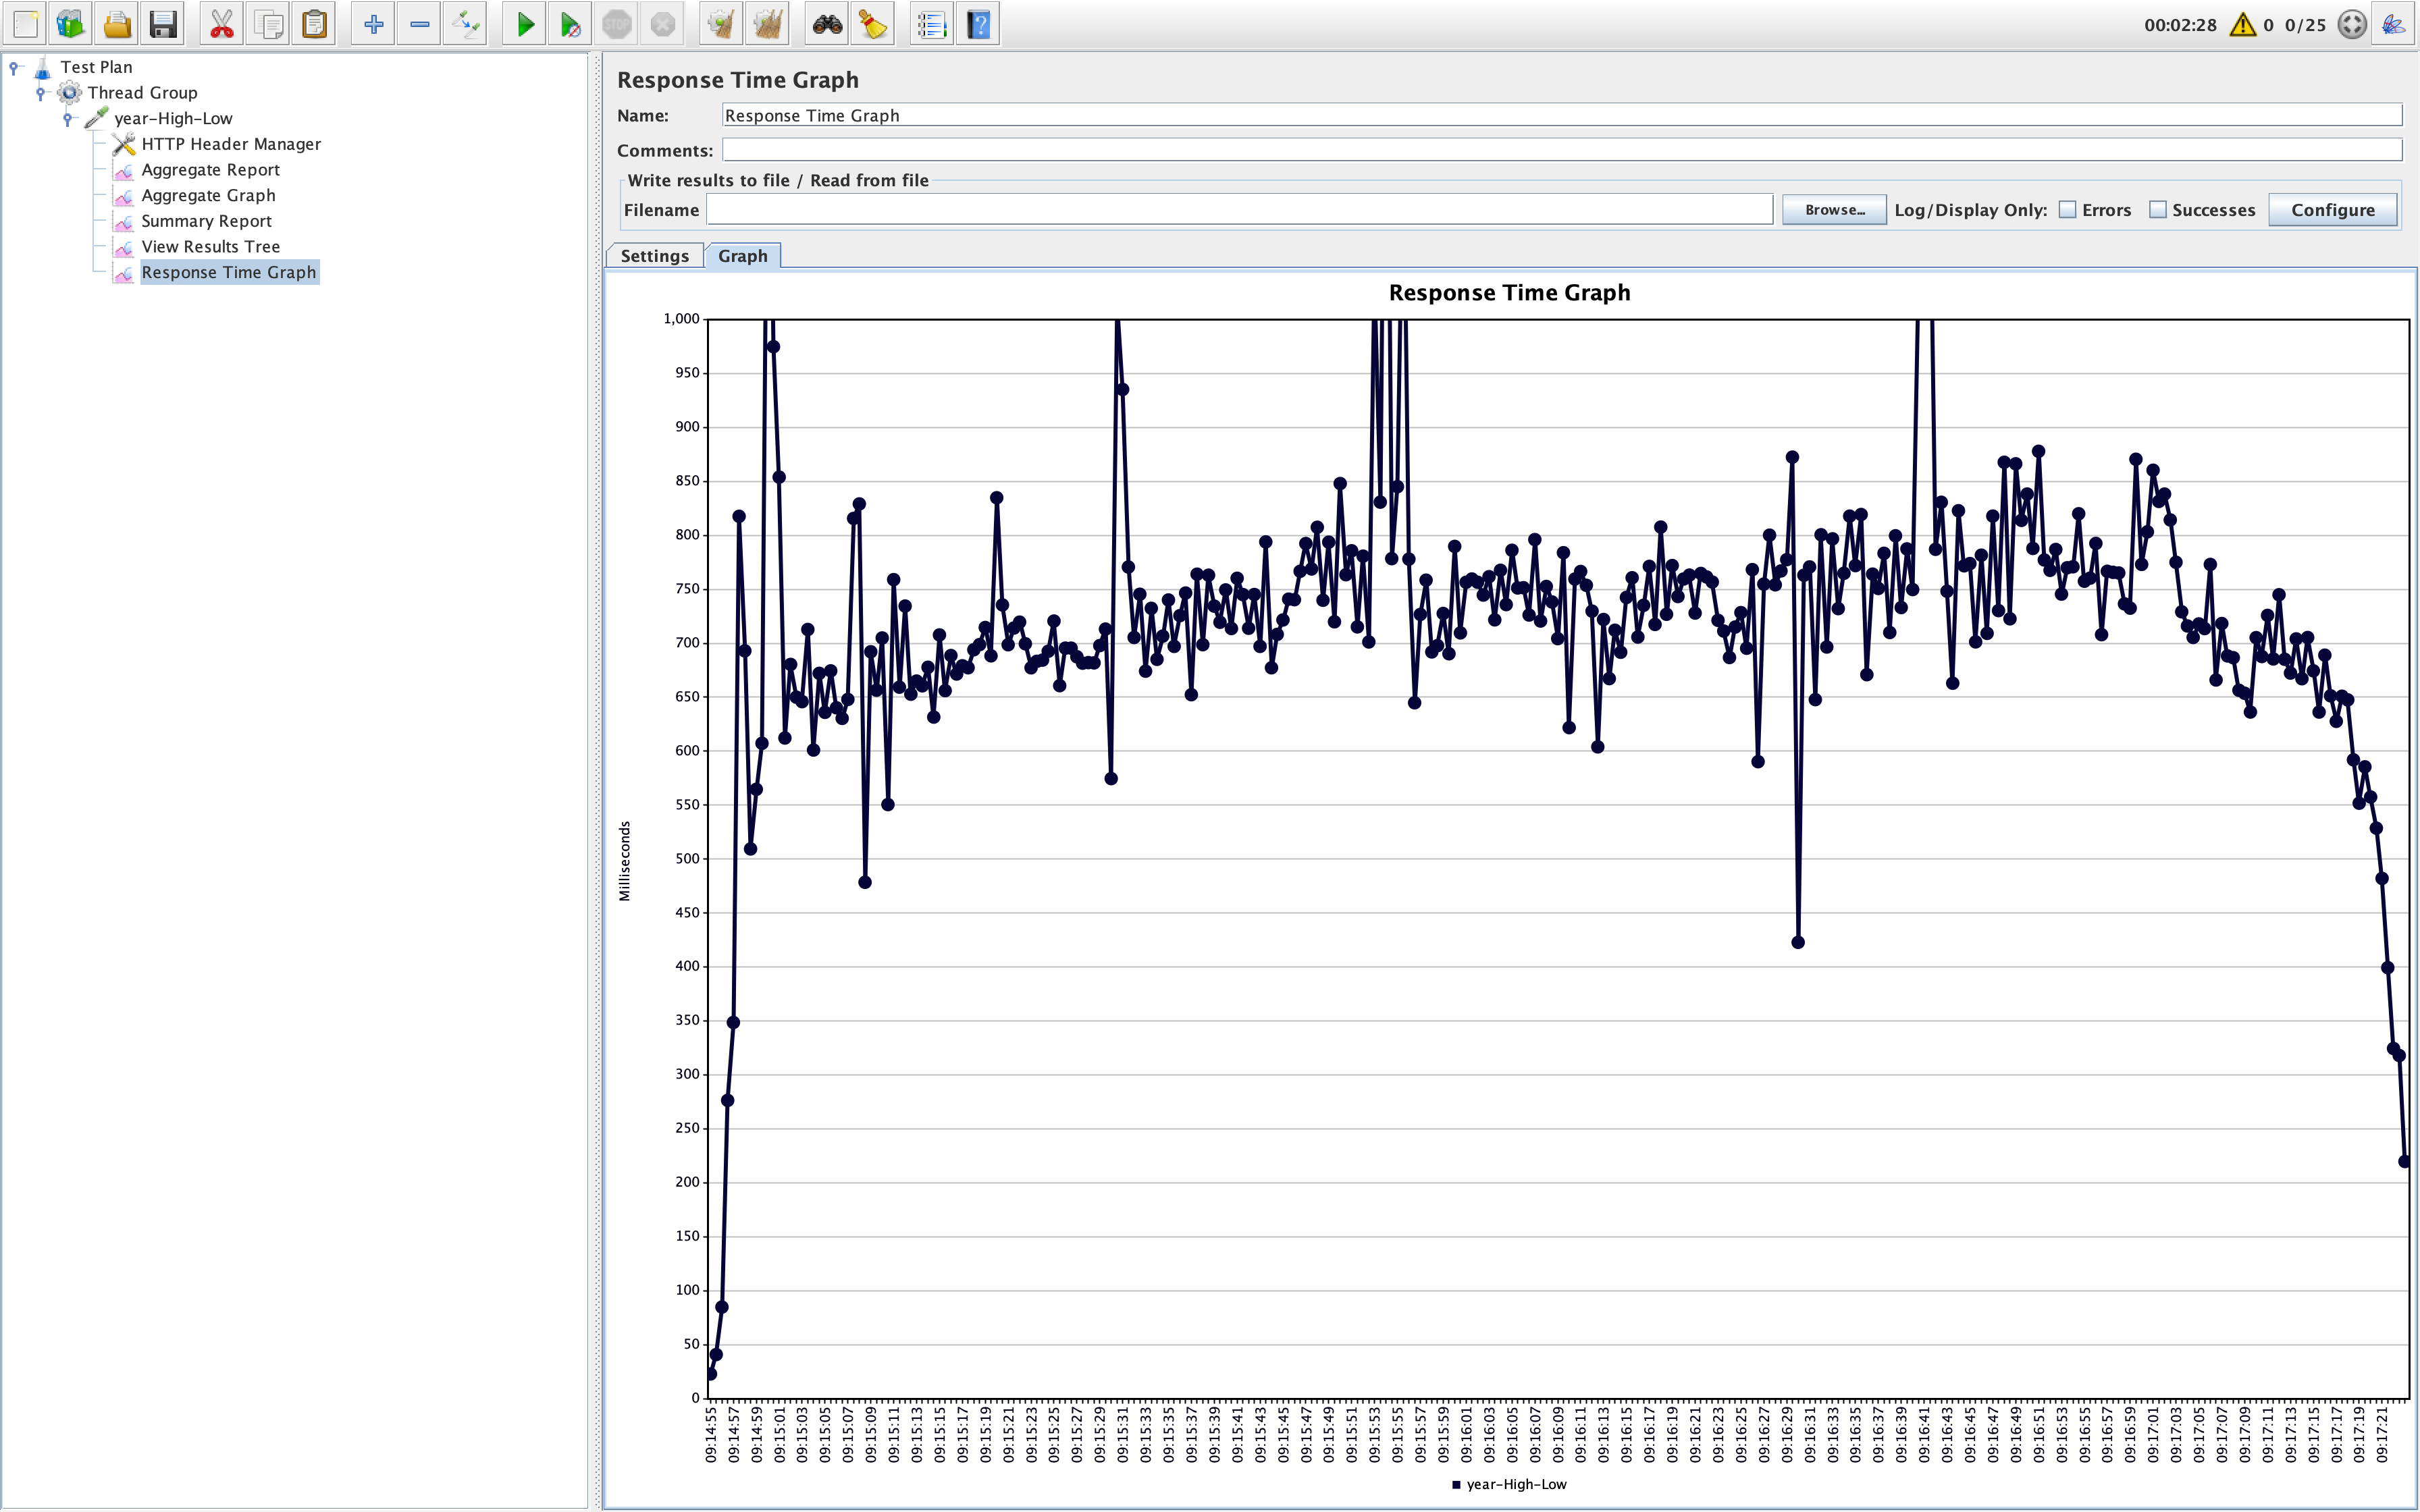 STOP
00:02:28 0 0/25
Test Plan
Thread Group
year-High-Low
HTTP Header Manager
Aggregate Report
Aggregate Graph
Summary Report
View Results Tree
Response Time Graph
Response Time Graph
Name: Response Time Graph
Comments:
Write results to file / Read from file
Filename Browse... Log/Display Only: Errors Successes Configure
Settings Graph
Response Time Graph
1,000
950
900
850
800
750
700
650
600
550
500
450
400
350
300
250
200
150
100
50
0
Milliseconds
09:14:55 09:14:57 09:14:59 09:15:01 09:15:03 09:15:05 09:15:07 09:15:09 09:15:11 09:15:13 09:15:15 09:15:17 09:15:19 09:15:21 09:15:23 09:15:25 09:15:27 09:15:29 09:15:31 09:15:33 09:15:35 09:15:37 09:15:39 09:15:41 09:15:43 09:15:45 09:15:47 09:15:49 09:15:51 09:15:53 09:15:55 09:15:57 09:15:59 09:16:01 09:16:03 09:16:05 09:16:07 09:16:09 09:16:11 09:16:13 09:16:15 09:16:17 09:16:19 09:16:21 09:16:23 09:16:25 09:16:27 09:16:29 09:16:31 09:16:33 09:16:35 09:16:37 09:16:39 09:16:41 09:16:43 09:16:45 09:16:47 09:16:49 09:16:51 09:16:53 09:16:55 09:16:57 09:16:59 09:17:01 09:17:03 09:17:05 09:17:07 09:17:09 09:17:11 09:17:13 09:17:15 09:17:17 09:17:19 09:17:21
year-High-Low